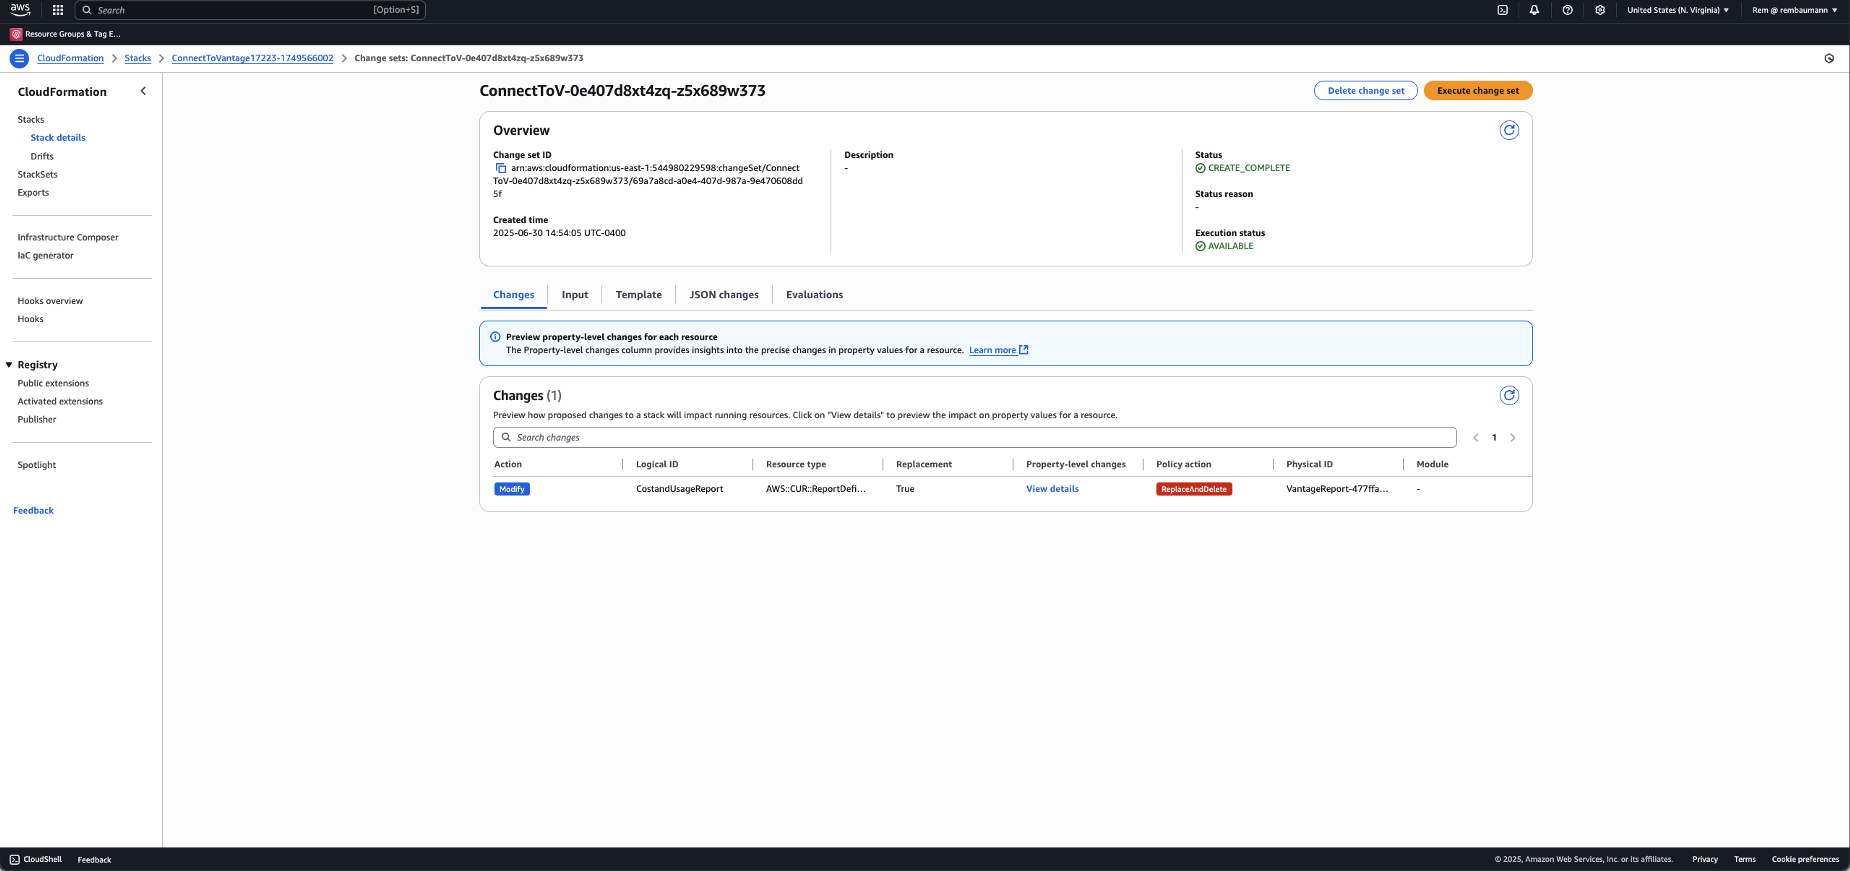 aws
Search [Option+S] United States (N. Virginia) Rem @ rembaumann
Resource Groups & Tag E...
CloudFormation Stacks ConnectToVantage17223-1749566002 Change sets: ConnectToV-0e407d8xt4zq-z5x689w373
CloudFormation
Stacks
Stack details
Drifts
StackSets
Exports
Infrastructure Composer
IaC generator
Hooks overview
Hooks
Registry
Public extensions
Activated extensions
Publisher
Spotlight
Feedback
ConnectToV-0e407d8xt4zq-z5x689w373
Delete change set Execute change set
Overview
Change set ID
arn:aws:cloudformation:us-east-1:544980229598:changeSet/Connect
ToV-0e407d8xt4zq-z5x689w373/69a7a8cd-a0e4-407d-987a-9e470608dd
5f
Created time
2025-06-30 14:54:05 UTC-0400
Description
-
Status
CREATE_COMPLETE
Status reason
-
Execution status
AVAILABLE
Changes Input Template JSON changes Evaluations
Preview property-level changes for each resource
The Property-level changes column provides insights into the precise changes in property values for a resource. Learn more
Changes (1)
Preview how proposed changes to a stack will impact running resources. Click on "View details" to preview the impact on property values for a resource.
Search changes 1
Action Logical ID Resource type Replacement Property-level changes Policy action Physical ID Module
Modify CostandUsageReport AWS::CUR::ReportDefi... True View details ReplaceAndDelete VantageReport-477ffa... -
CloudShell Feedback © 2025, Amazon Web Services, Inc. or its affiliates. Privacy Terms Cookie preferences